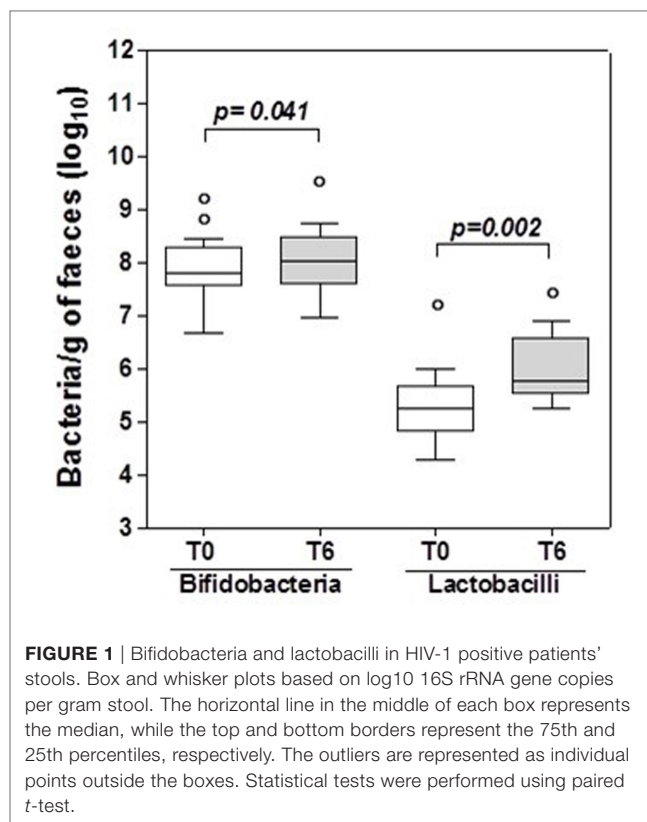 Bacteria/g of faeces (log10)
12
11
10
9
8
7
6
5
4
3
p= 0.041
p=0.002
T0
T6
T0
T6
Bifidobacteria
Lactobacilli
FIGURE 1 | Bifidobacteria and lactobacilli in HIV-1 positive patients’
stools. Box and whisker plots based on log10 16S rRNA gene copies
per gram stool. The horizontal line in the middle of each box represents
the median, while the top and bottom borders represent the 75th and
25th percentiles, respectively. The outliers are represented as individual
points outside the boxes. Statistical tests were performed using paired
t-test.